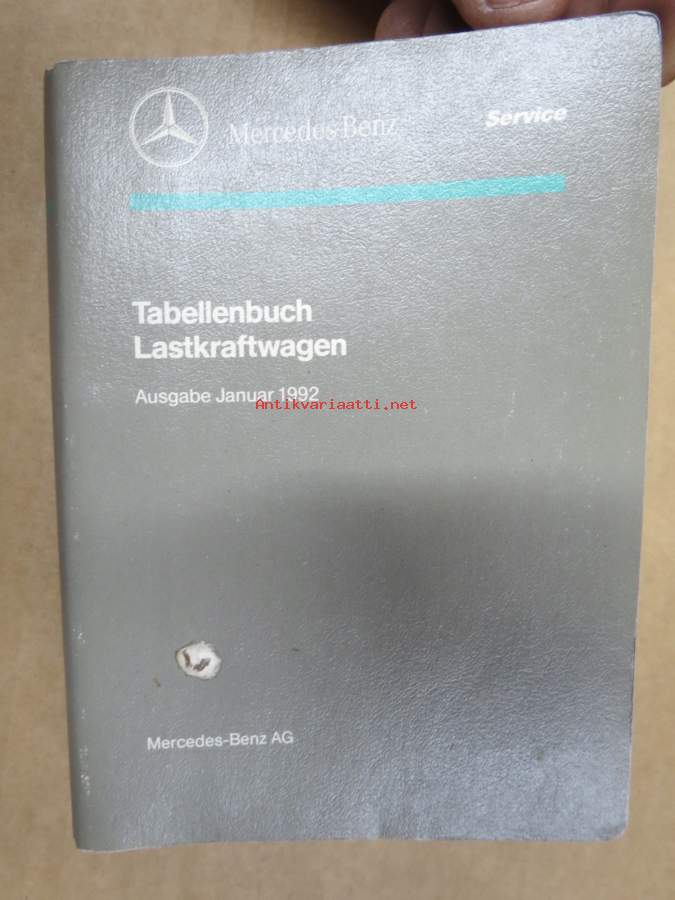 Mercedes-Benz
Service
Tabellenbuch
Lastkraftwagen
Ausgabe Januar 1992
Antikvariaatti.net
Mercedes-Benz AG